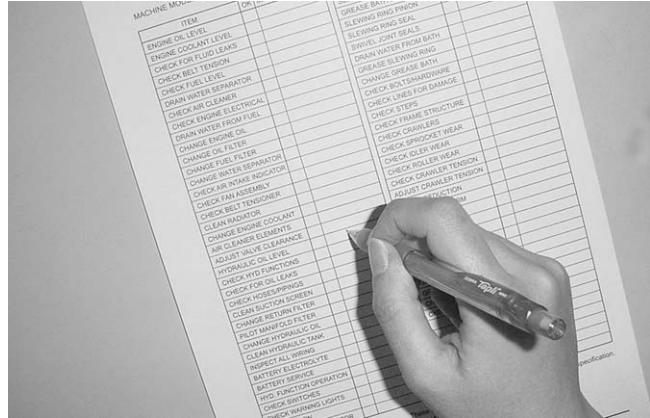 MACHINE MOD
ITEM
OK
ENGINE OIL LEVEL
ENGINE COOLANT LEVEL
CHECK FOR FLUID LEAKS
CHECK BELT TENSION
CHECK FUEL LEVEL
DRAIN WATER SEPARATOR
CHECK AIR CLEANER
CHECK ENGINE ELECTRICAL
DRAIN WATER FROM FUEL
CHANGE ENGINE OIL
CHANGE OIL FILTER
CHANGE FUEL FILTER
CHANGE WATER SEPARATOR
CHECK AIR INTAKE INDICATOR
CHECK FAN ASSEMBLY
CHECK BELT TENSIONER
CLEAN RADIATOR
CHANGE ENGINE COOLANT
AIR CLEANER ELEMENTS
ADJUST VALVE CLEARANCE
HYDRAULIC OIL LEVEL
CHECK HYD FUNCTIONS
CHECK FOR OIL LEAKS
CHECK HOSES/PIPINGS
CLEAN SUCTION SCREEN
CHANGE RETURN FILTER
PILOT MANIFOLD FILTER
CHANGE HYDRAULIC OIL
CLEAN HYDRAULIC TANK
INSPECT ALL WIRING
BATTERY ELECTROLYTE
BATTERY SERVICE
HYD. FUNCTION OPERATION
CHECK SWITCHES
CHECK WARNING LIGHTS
GREASE BATH
SLEWING RING PINION
SLEWING RING SEAL
SWIVEL JOINT SEALS
DRAIN WATER FROM BATH
GREASE SLEWING RING
CHANGE GREASE BATH
CHECK BOLTS/HARDWARE
CHECK LINES FOR DAMAGE
CHECK STEPS
CHECK FRAME STRUCTURE
CHECK CRAWLERS
CHECK SPROCKET WEAR
CHECK IDLER WEAR
CHECK ROLLER WEAR
CHECK CRAWLER TENSION
ADJUST CRAWLER TENSION